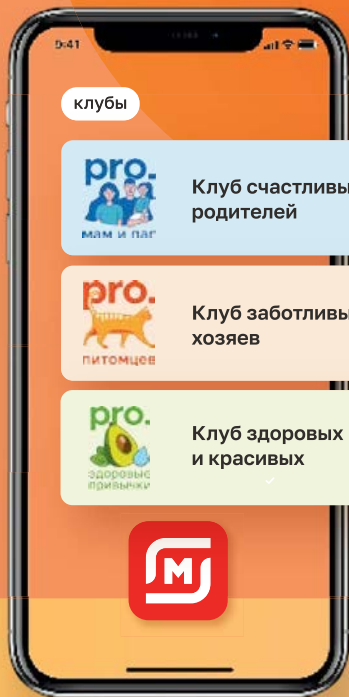 9:41
клубы
pro.
мам и пап
Клуб счастливы
родителей
pro.
питомцев
Клуб заботливы
хозяев
pro.
здоровые
привычки
Клуб здоровых
и красивых
М